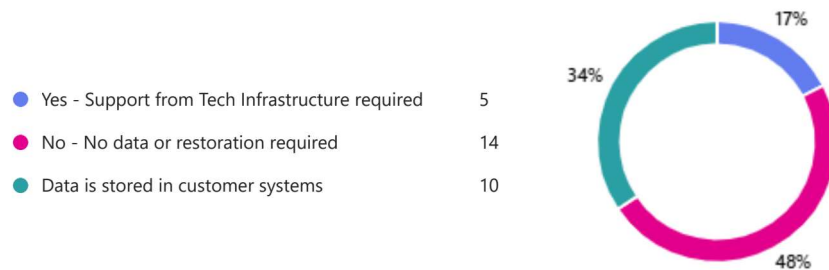 17%
34%
Yes - Support from Tech Infrastructure required 5
No - No data or restoration required 14
Data is stored in customer systems 10
48%